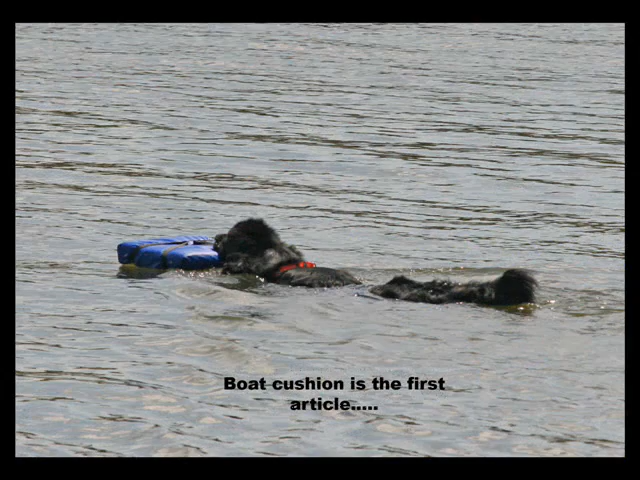 Boat cushion is the first
article.....